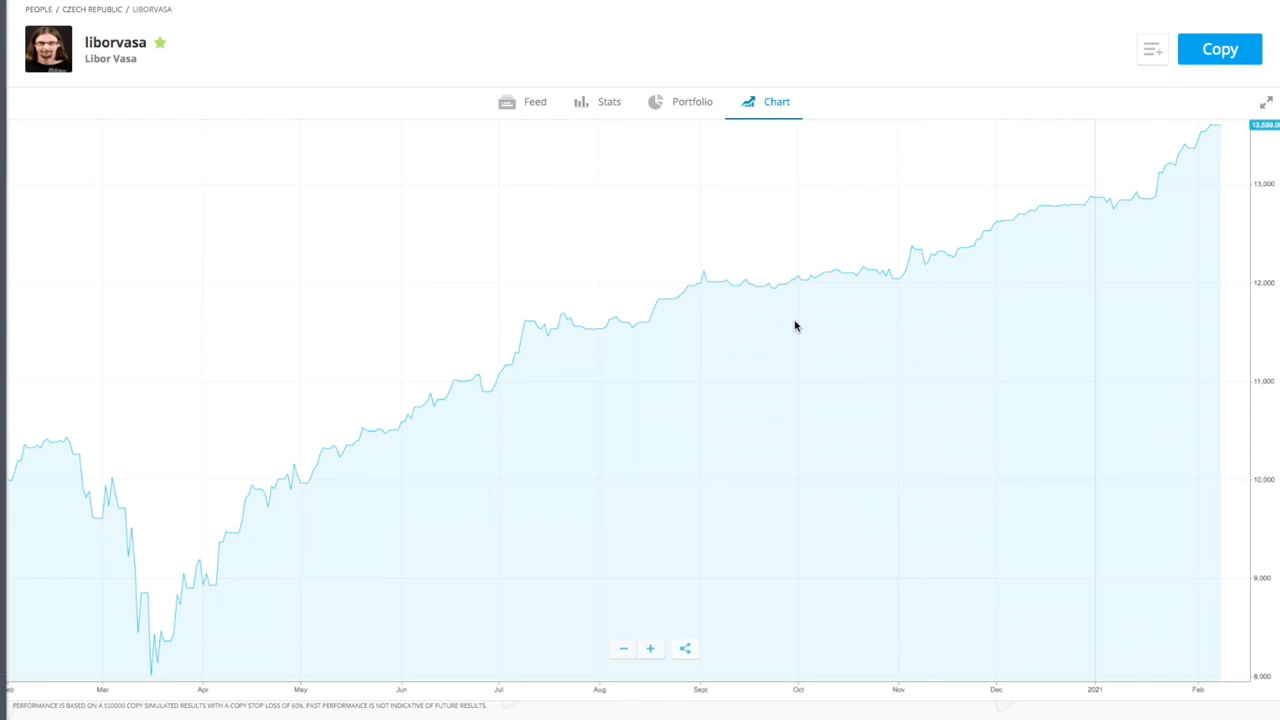 PEOPLE / CZECH REPUBLIC / LIBORVASA
liborvasa
Libor Vasa
Copy
Feed Stats Portfolio Chart
13,000
12,000
11,000
10,000
9,000
8,000
Mar Apr May Jun Jul Aug Sept Oct Nov Dec 2021 Feb
PERFORMANCE IS BASED ON A $10000 COPY SIMULATED RESULTS WITH A COPY STOP LOSS OF 60%. PAST PERFORMANCE IS NOT INDICATIVE OF FUTURE RESULTS.